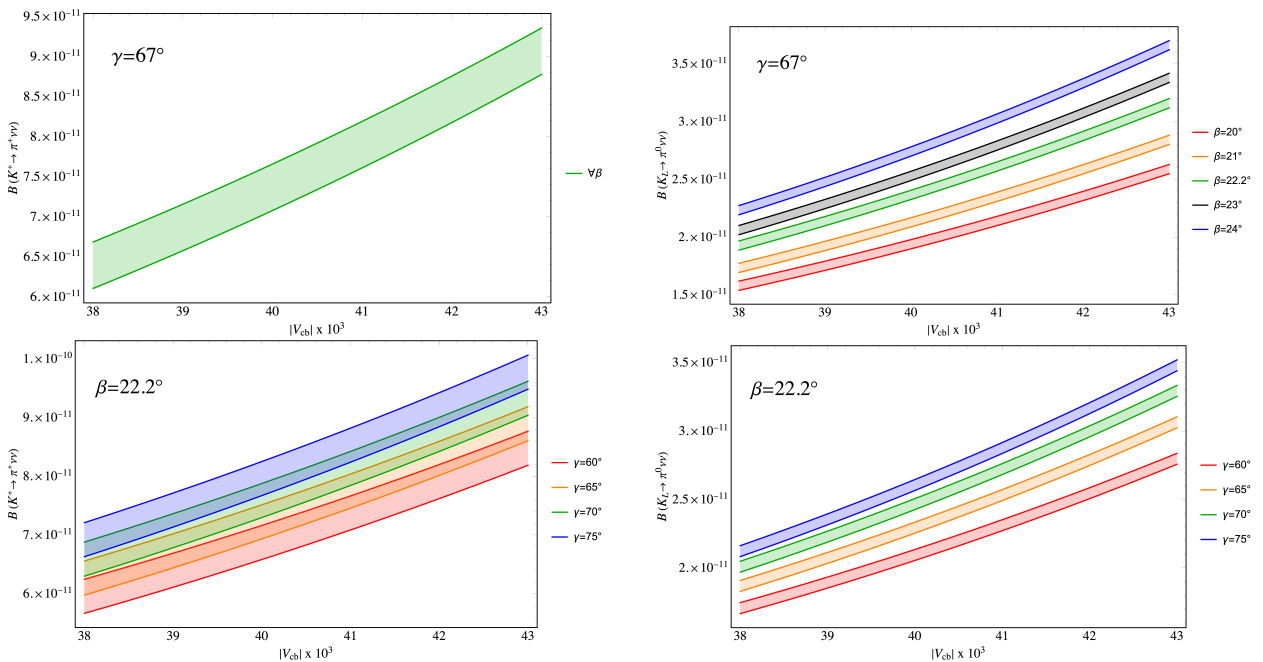 γ=67°
B (K⁺→ π⁺νν)
9.5×10⁻¹¹
9.×10⁻¹¹
8.5×10⁻¹¹
8.×10⁻¹¹
7.5×10⁻¹¹
7.×10⁻¹¹
6.5×10⁻¹¹
6.×10⁻¹¹
38 39 40 41 42 43
|V_cb| x 10³
∀β
γ=67°
B (K_L→ π⁰νν)
3.5×10⁻¹¹
3.×10⁻¹¹
2.5×10⁻¹¹
2.×10⁻¹¹
1.5×10⁻¹¹
38 39 40 41 42 43
|V_cb| x 10³
β=20°
β=21°
β=22.2°
β=23°
β=24°
β=22.2°
B (K⁺→ π⁺νν)
1.×10⁻¹⁰
9.×10⁻¹¹
8.×10⁻¹¹
7.×10⁻¹¹
6.×10⁻¹¹
38 39 40 41 42 43
|V_cb| x 10³
γ=60°
γ=65°
γ=70°
γ=75°
β=22.2°
B (K_L→ π⁰νν)
3.5×10⁻¹¹
3.×10⁻¹¹
2.5×10⁻¹¹
2.×10⁻¹¹
38 39 40 41 42 43
|V_cb| x 10³
γ=60°
γ=65°
γ=70°
γ=75°